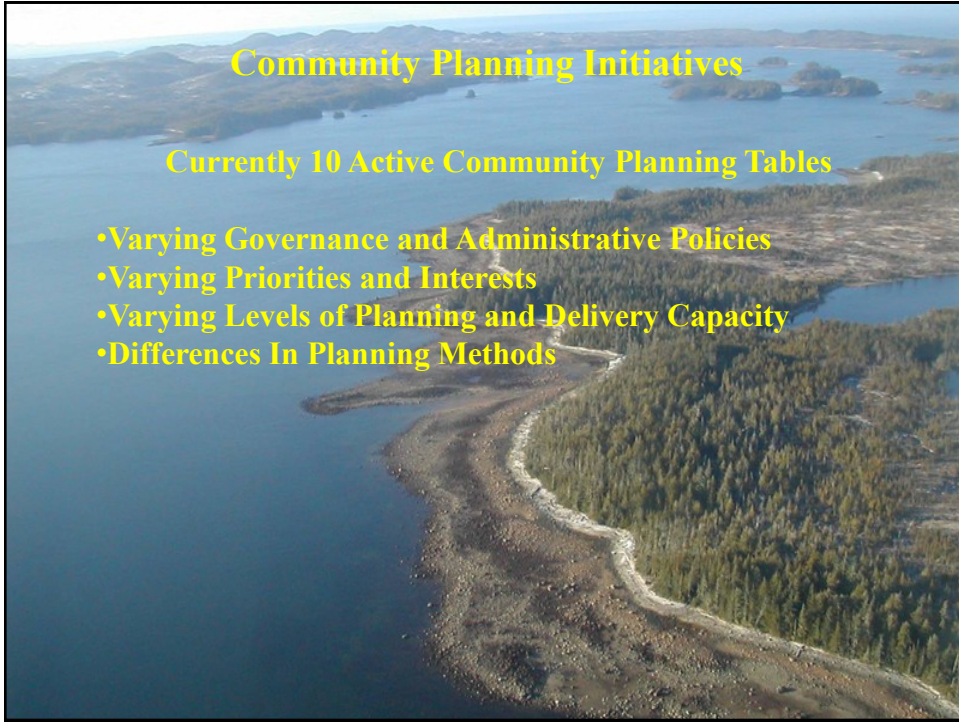 Community Planning Initiatives
Currently 10 Active Community Planning Tables
•Varying Governance and Administrative Policies
•Varying Priorities and Interests
•Varying Levels of Planning and Delivery Capacity
•Differences In Planning Methods